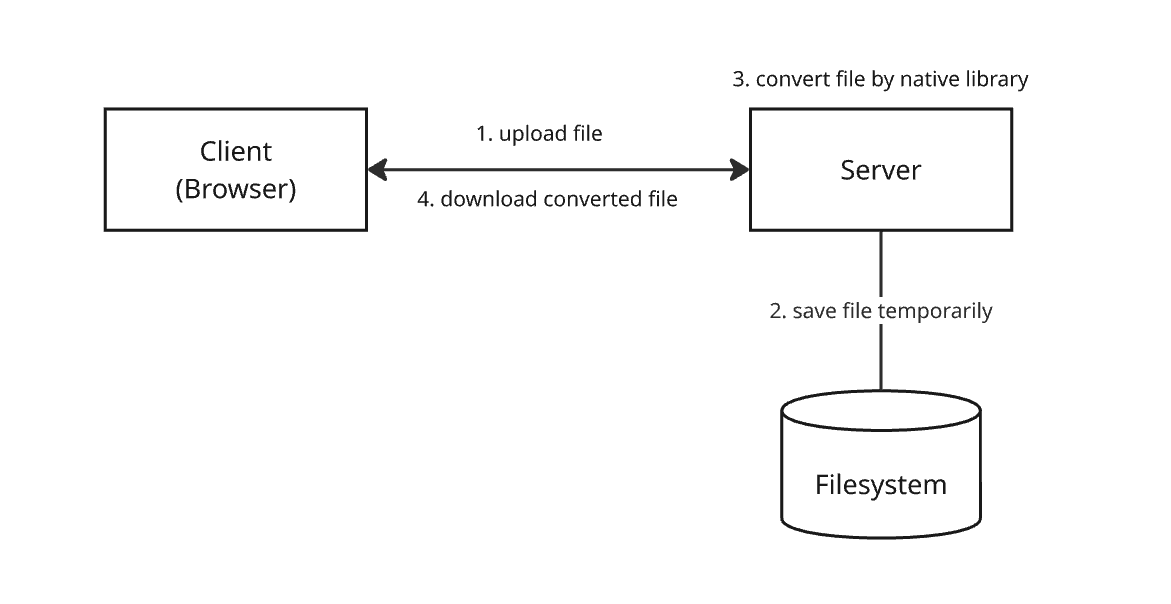 3. convert file by native library
Client
(Browser)
1. upload file
4. download converted file
Server
2. save file temporarily
Filesystem